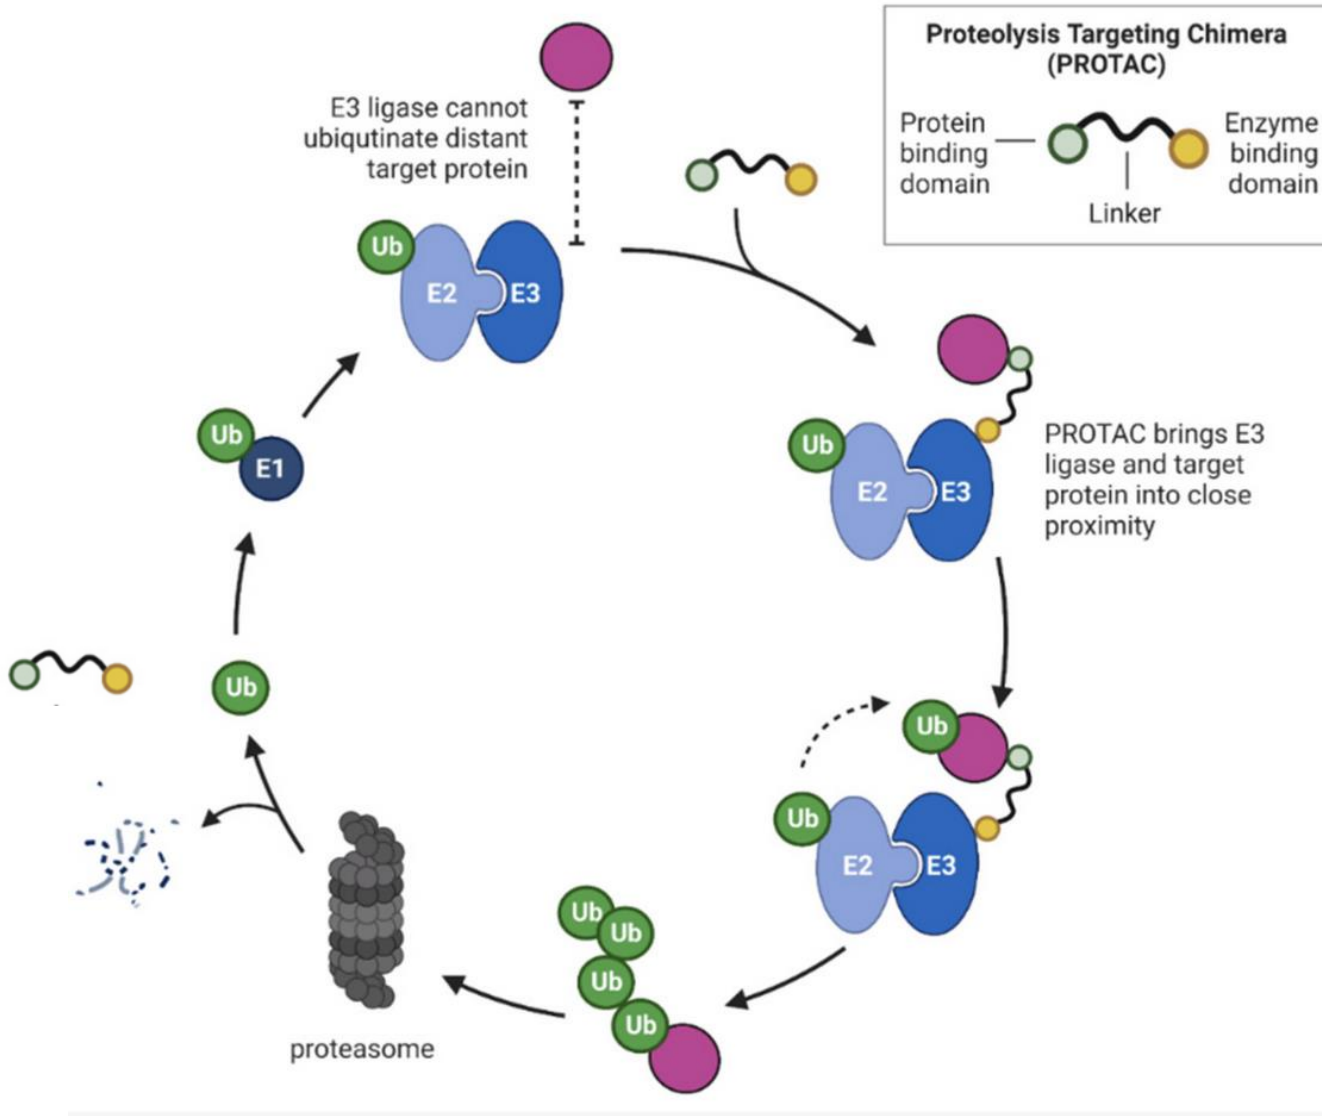 Proteolysis Targeting Chimera
(PROTAC)
Protein
binding
domain
Enzyme
binding
domain
Linker
E3 ligase cannot
ubiqutinate distant
target protein
Ub
E2
E3
PROTAC brings E3
ligase and target
protein into close
proximity
Ub
E2
E3
Ub
Ub
E2
E3
Ub
Ub
Ub
Ub
proteasome
Ub
Ub
E1